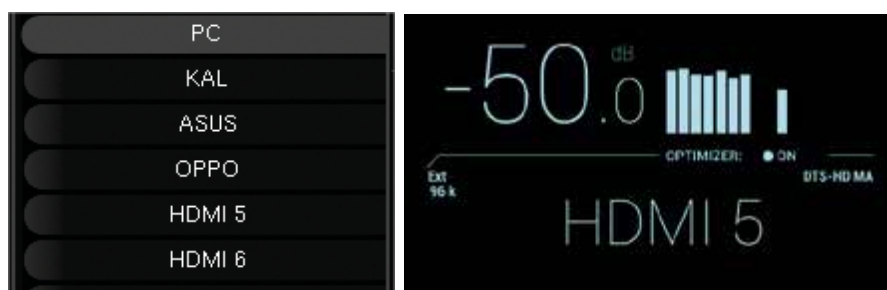 PC
KAL
ASUS
OPPO
HDMI 5
HDMI 6
dB
-50.0
OPTIMIZER: ON
Ext
96 k
DTS-HD MA
HDMI 5